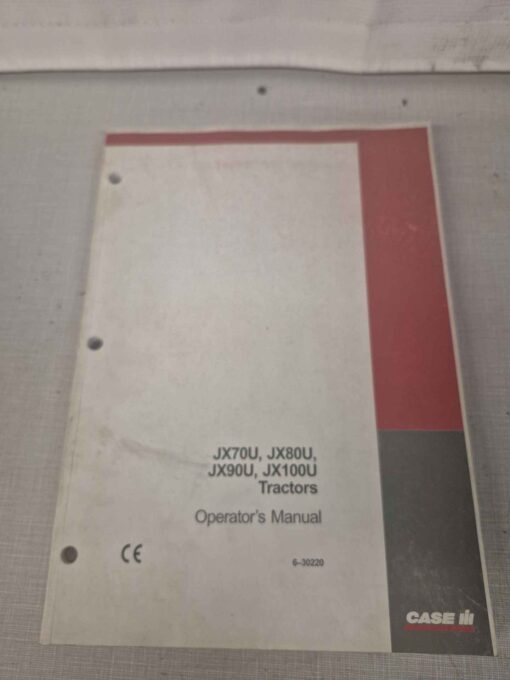 JX70U, JX80U,
JX90U, JX100U
Tractors
Operator's Manual
CE
6–30220
CASE IH